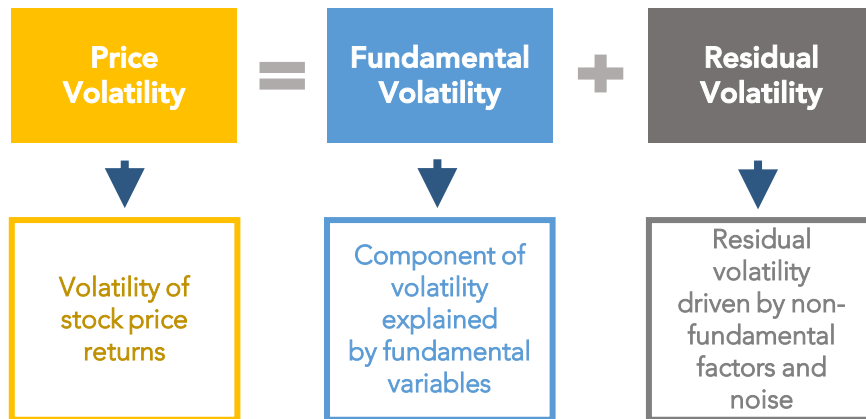 Price
Volatility
=
Fundamental
Volatility
+
Residual
Volatility
Volatility of
stock price
returns
Component of
volatility
explained
by fundamental
variables
Residual
volatility
driven by non-
fundamental
factors and
noise